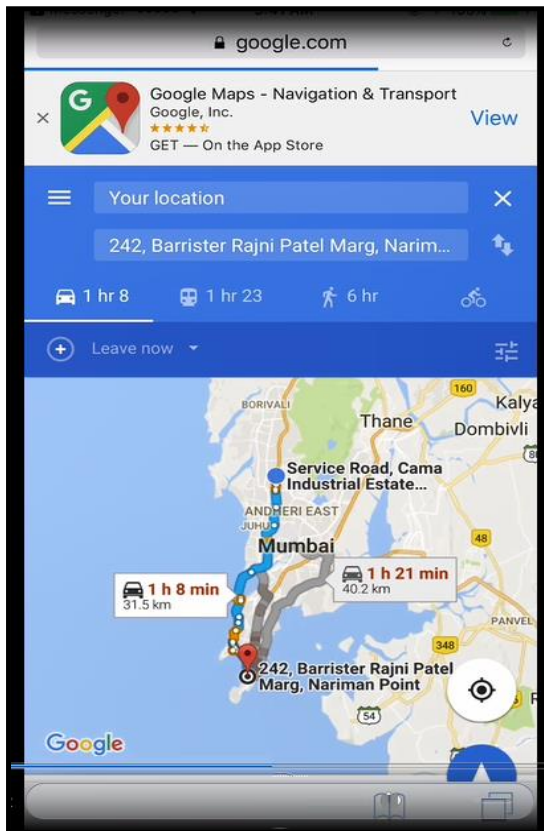 google.com
Google Maps - Navigation & Transport
Google, Inc.
GET — On the App Store
View
Your location
242, Barrister Rajni Patel Marg, Narim...
1 hr 8
1 hr 23
6 hr
Leave now
160
BORIVALI
Kalya
Thane
Dombivli
Service Road, Cama
Industrial Estate...
ANDHERI EAST
JUHU
48
Mumbai
1 h 8 min
31.5 km
1 h 21 min
40.2 km
PANVEL
348
242, Barrister Rajni Patel
Marg, Nariman Point
54
Google